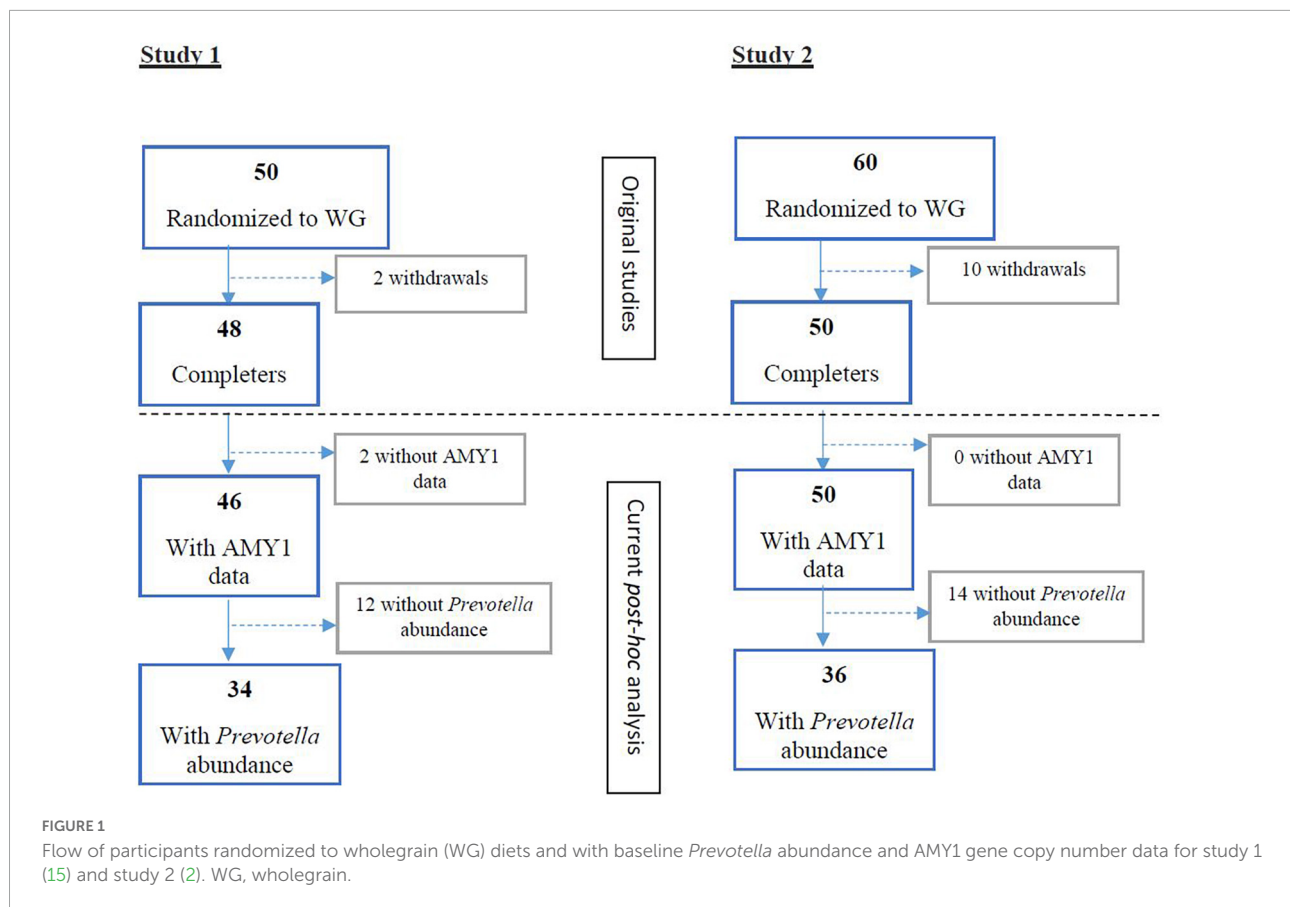 Study 1
50
Randomized to WG
2 withdrawals
48
Completers
2 without AMY1
data
46
With AMY1
data
12 without Prevotella
abundance
34
With Prevotella
abundance
Original studies
Current post-hoc analysis
Study 2
60
Randomized to WG
10 withdrawals
50
Completers
0 without AMY1
data
50
With AMY1
data
14 without Prevotella
abundance
36
With Prevotella
abundance
FIGURE 1
Flow of participants randomized to wholegrain (WG) diets and with baseline Prevotella abundance and AMY1 gene copy number data for study 1
(15) and study 2 (2). WG, wholegrain.